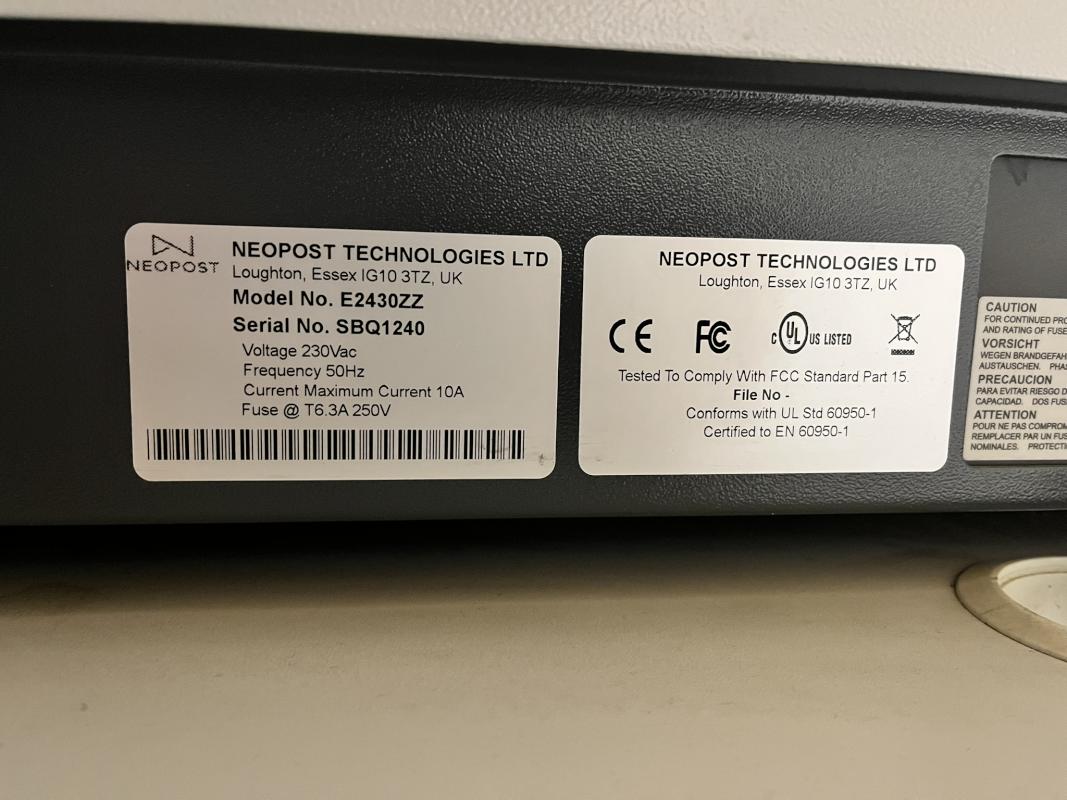 NEOPOST
NEOPOST TECHNOLOGIES LTD
Loughton, Essex IG10 3TZ, UK
Model No. E2430ZZ
Serial No. SBQ1240
Voltage 230Vac
Frequency 50Hz
Current Maximum Current 10A
Fuse @ T6.3A 250V
NEOPOST TECHNOLOGIES LTD
Loughton, Essex IG10 3TZ, UK
CE FC C UL US LISTED
Tested To Comply With FCC Standard Part 15.
File No -
Conforms with UL Std 60950-1
Certified to EN 60950-1
CAUTION
FOR CONTINUED
AND RATING OF FUSE
VORSICHT
WEGEN
AUSTAUSCHEN.
PRECAUCION
PARA EVITAR RIESGO
CAPACIDAD. DOS
ATTENTION
POUR NE PAS
REMPLACER PAR UN
NOMINALES.